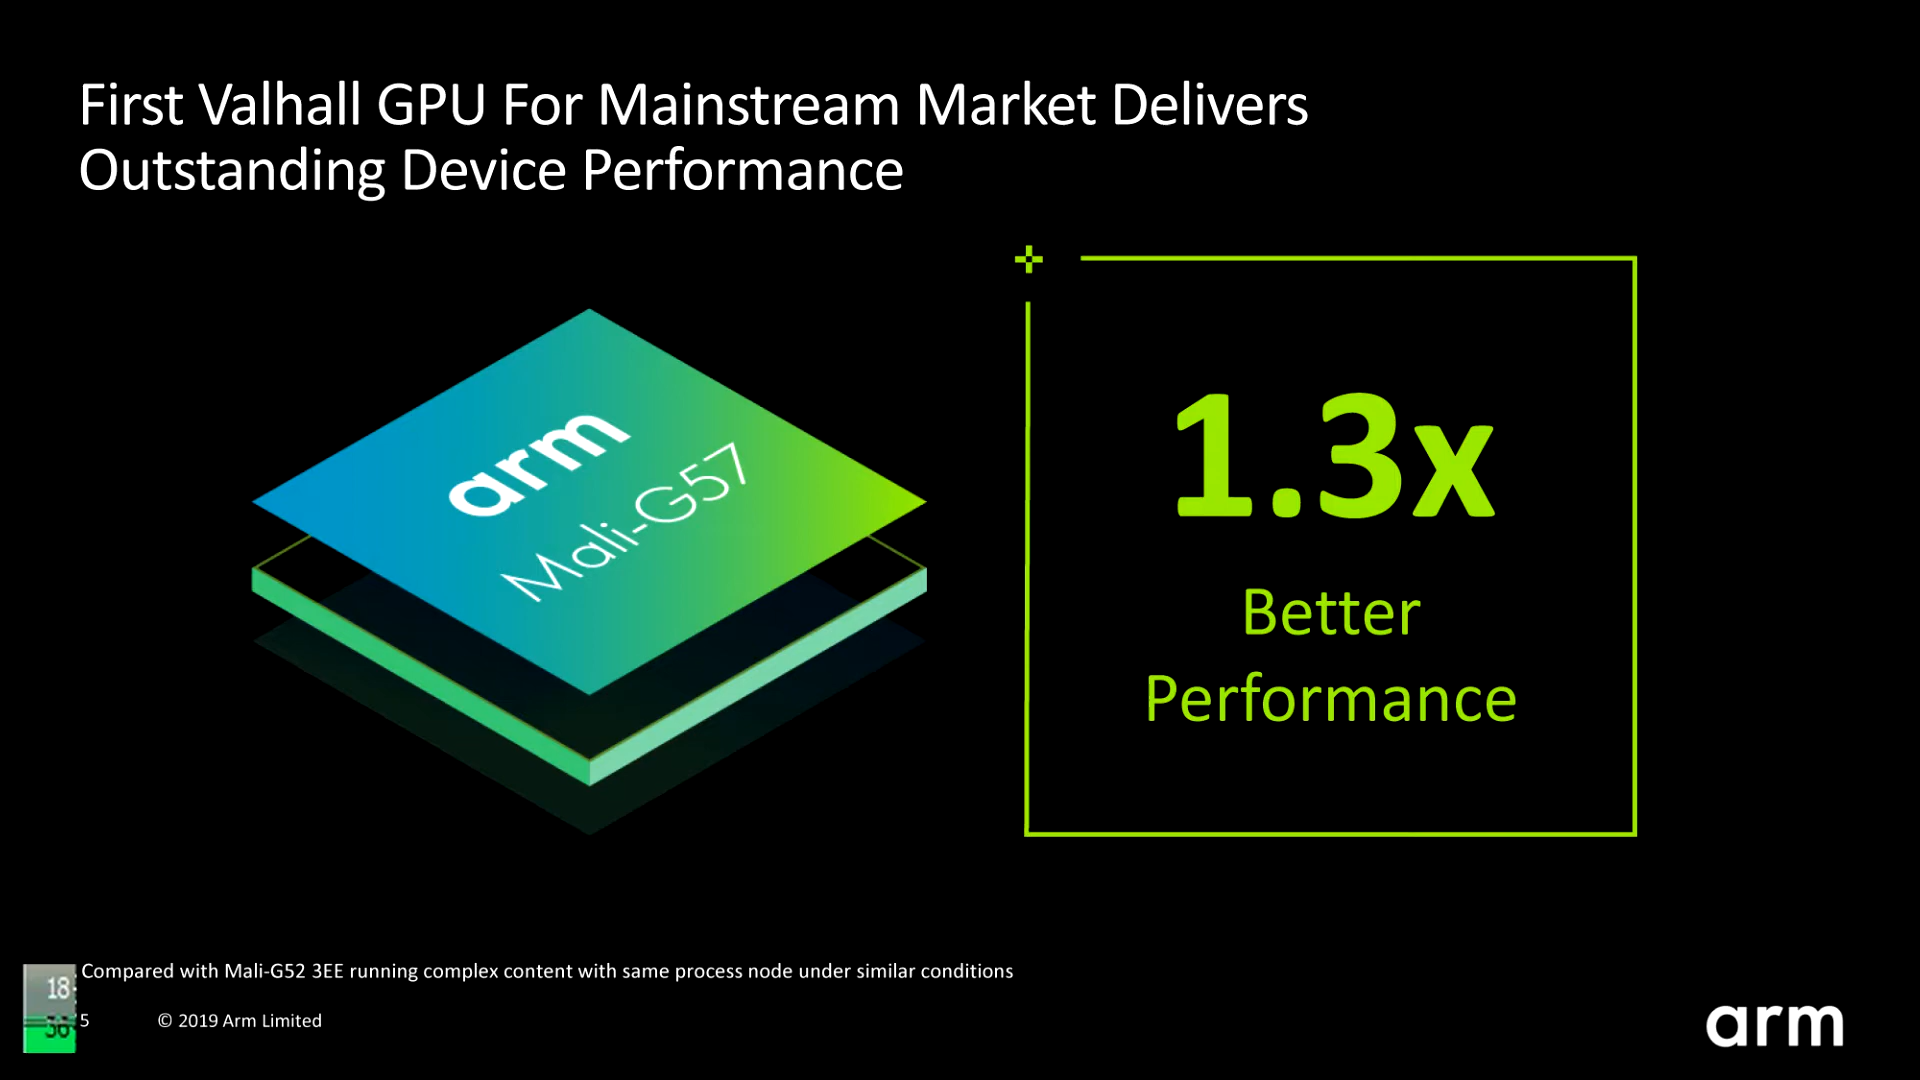 First Valhall GPU For Mainstream Market Delivers
Outstanding Device Performance
arm
Mali-G57
1.3x
Better
Performance
Compared with Mali-G52 3EE running complex content with same process node under similar conditions
18
5
© 2019 Arm Limited
arm